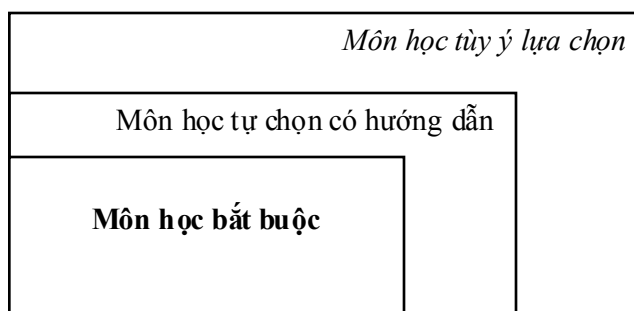 Môn học tùy ý lựa chọn
Môn học tự chọn có hướng dẫn
Môn học bắt buộc